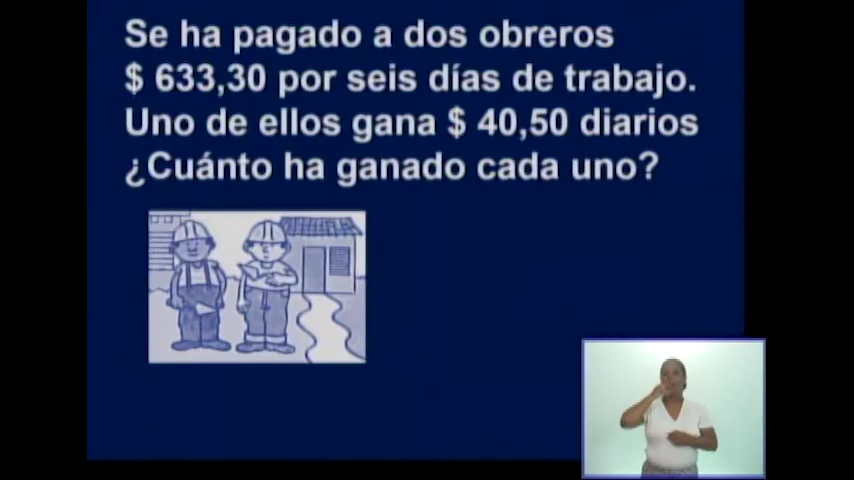 Se ha pagado a dos obreros
$ 633,30 por seis días de trabajo.
Uno de ellos gana $ 40,50 diarios
¿Cuánto ha ganado cada uno?